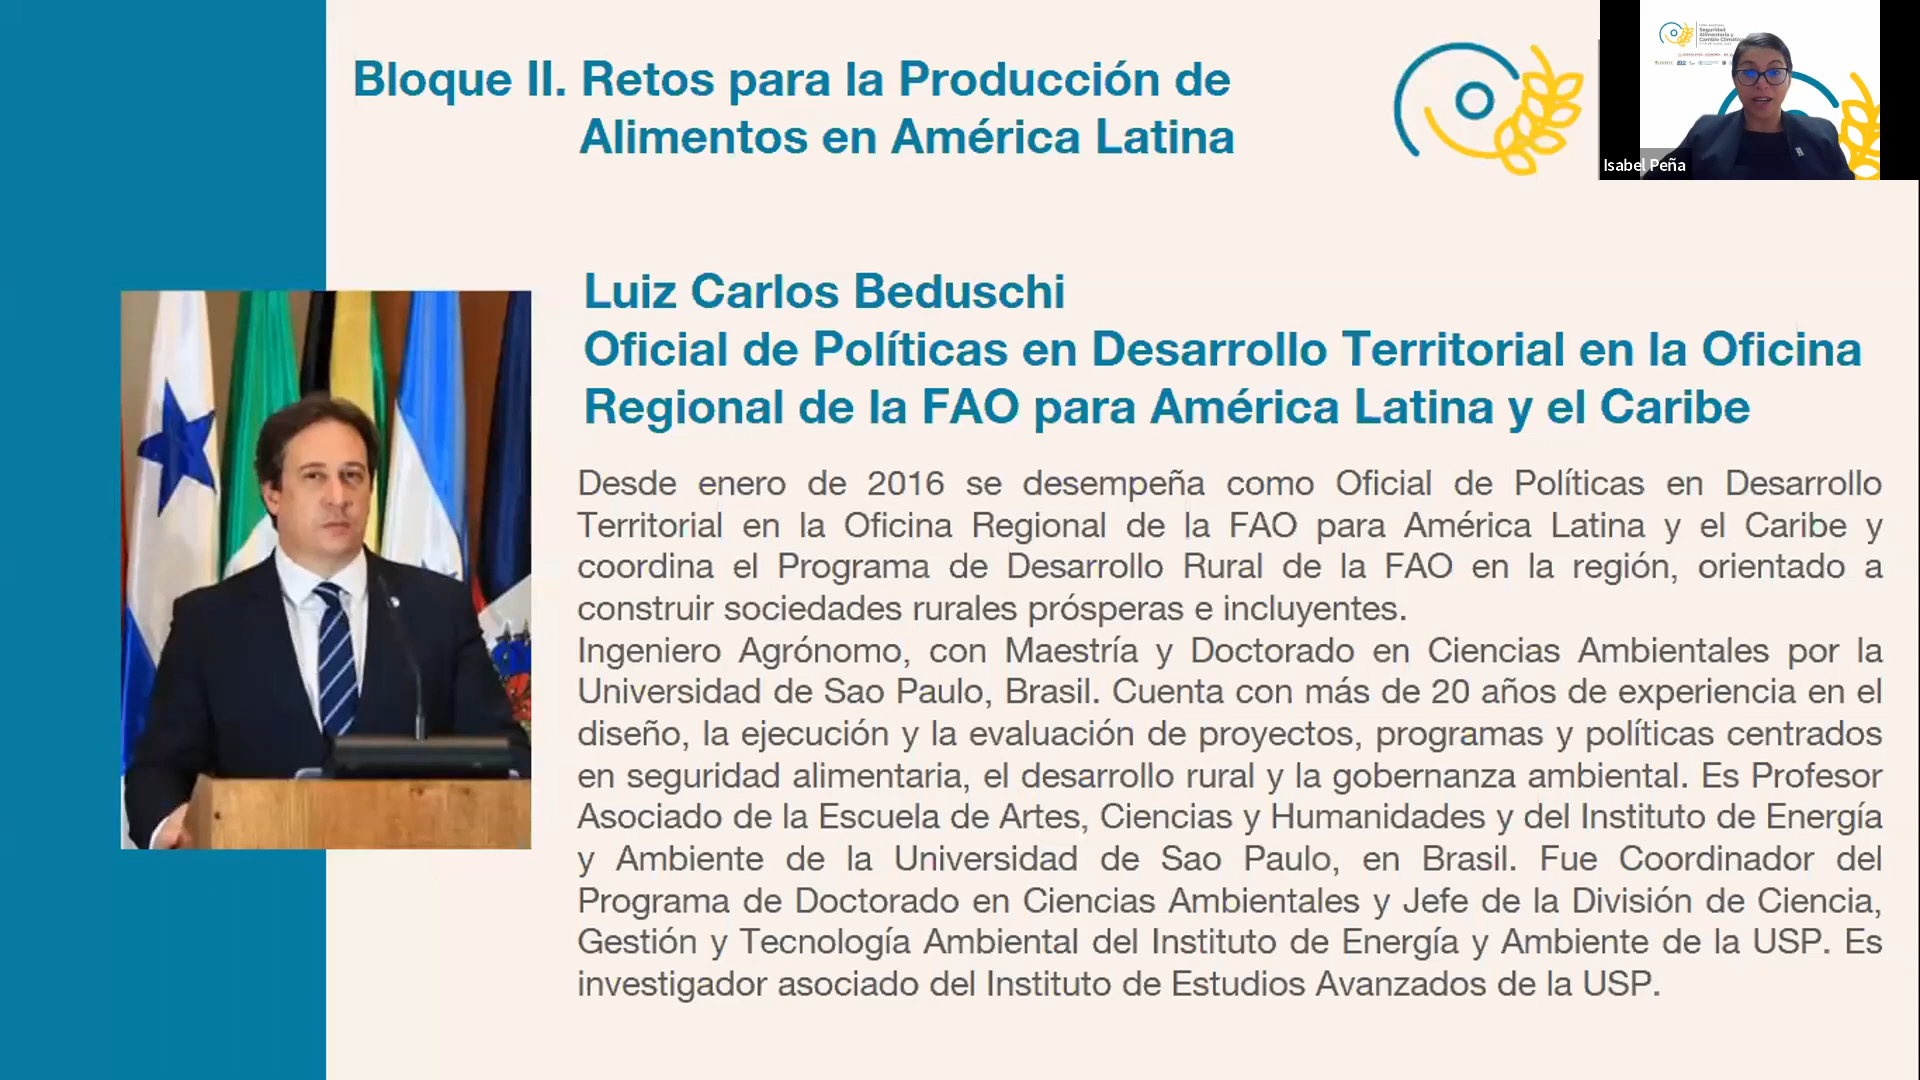 Bloque II. Retos para la Producción de
Alimentos en América Latina
Seguridad
Alimentaria y
Cambio Climático
Isabel Peña
Luiz Carlos Beduschi
Oficial de Políticas en Desarrollo Territorial en la Oficina
Regional de la FAO para América Latina y el Caribe
Desde enero de 2016 se desempeña como Oficial de Políticas en Desarrollo
Territorial en la Oficina Regional de la FAO para América Latina y el Caribe y
coordina el Programa de Desarrollo Rural de la FAO en la región, orientado a
construir sociedades rurales prósperas e incluyentes.
Ingeniero Agrónomo, con Maestría y Doctorado en Ciencias Ambientales por la
Universidad de Sao Paulo, Brasil. Cuenta con más de 20 años de experiencia en el
diseño, la ejecución y la evaluación de proyectos, programas y políticas centrados
en seguridad alimentaria, el desarrollo rural y la gobernanza ambiental. Es Profesor
Asociado de la Escuela de Artes, Ciencias y Humanidades y del Instituto de Energía
y Ambiente de la Universidad de Sao Paulo, en Brasil. Fue Coordinador del
Programa de Doctorado en Ciencias Ambientales y Jefe de la División de Ciencia,
Gestión y Tecnología Ambiental del Instituto de Energía y Ambiente de la USP. Es
investigador asociado del Instituto de Estudios Avanzados de la USP.